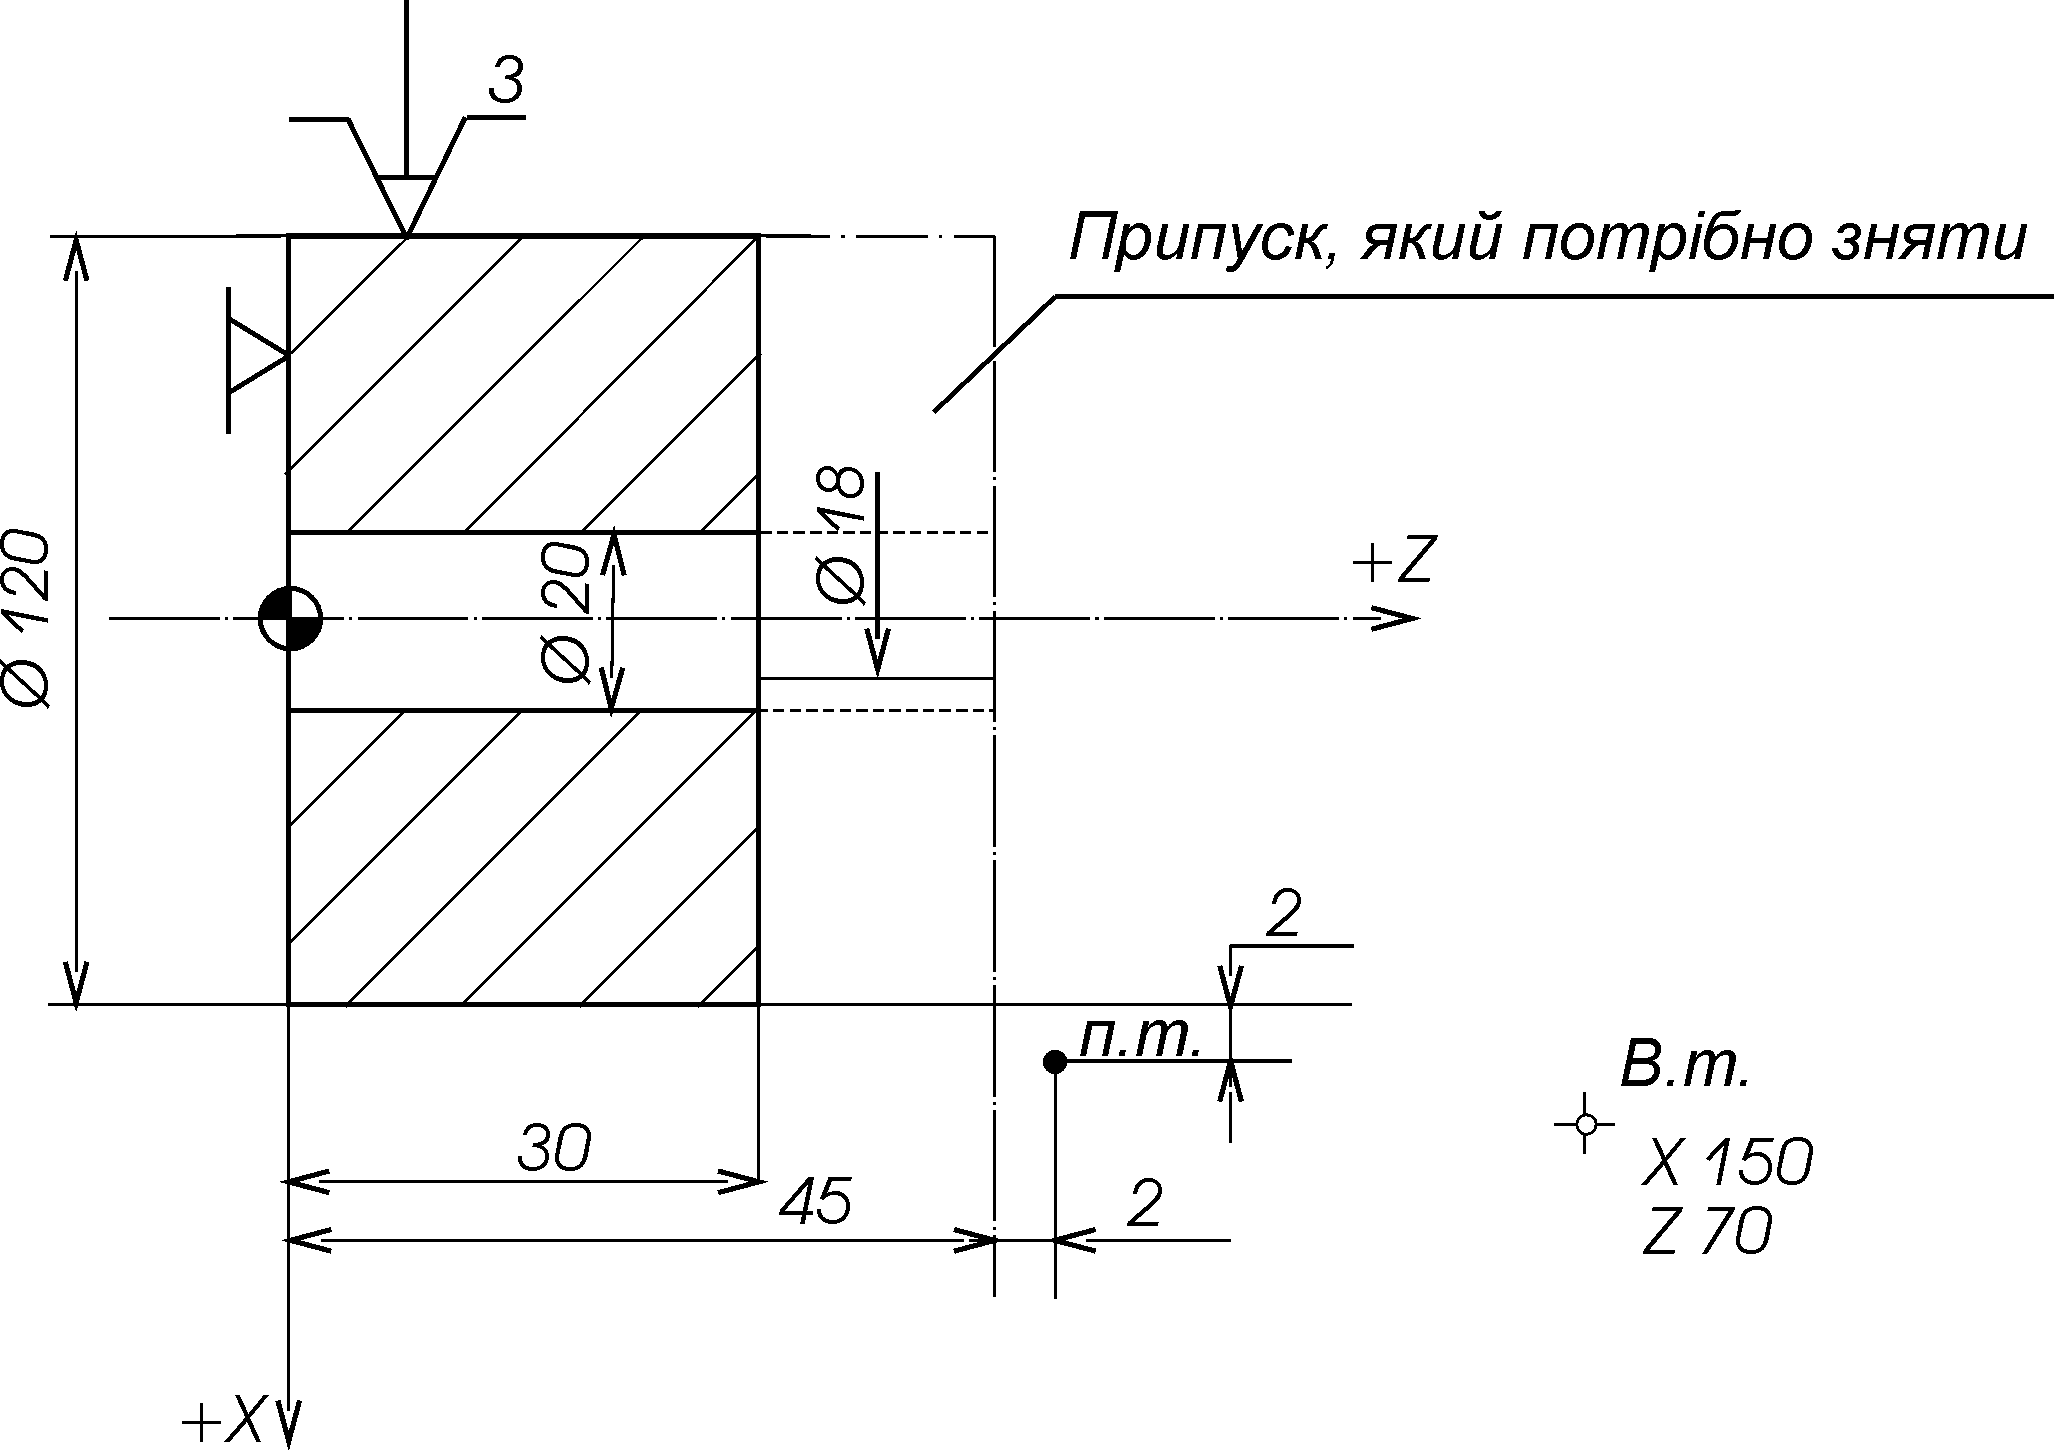 3
Припуск, який потрібно зняти
Ø 120
Ø 20
Ø 18
+Z
2
п.т.
В.т.
X 150
Z 70
30
45
2
+X